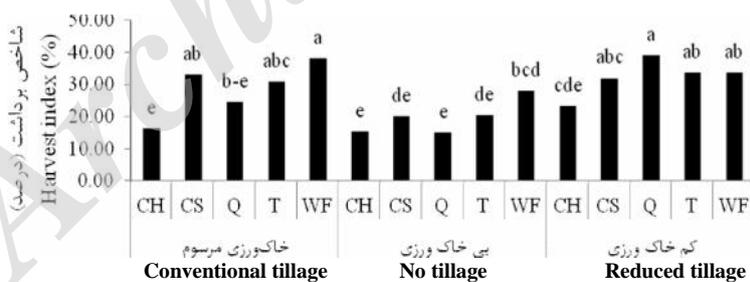 شاخص برداشت (درصد)
Harvest index (%)
50.00
40.00
30.00
20.00
10.00
0.00
e
ab
b-e
abc
a
e
de
e
de
bcd
cde
abc
a
ab
ab
CH CS Q T WF CH CS Q T WF CH CS Q T WF
خاک‌ورزی مرسوم
بی خاک ورزی
کم خاک ورزی
Conventional tillage No tillage Reduced tillage